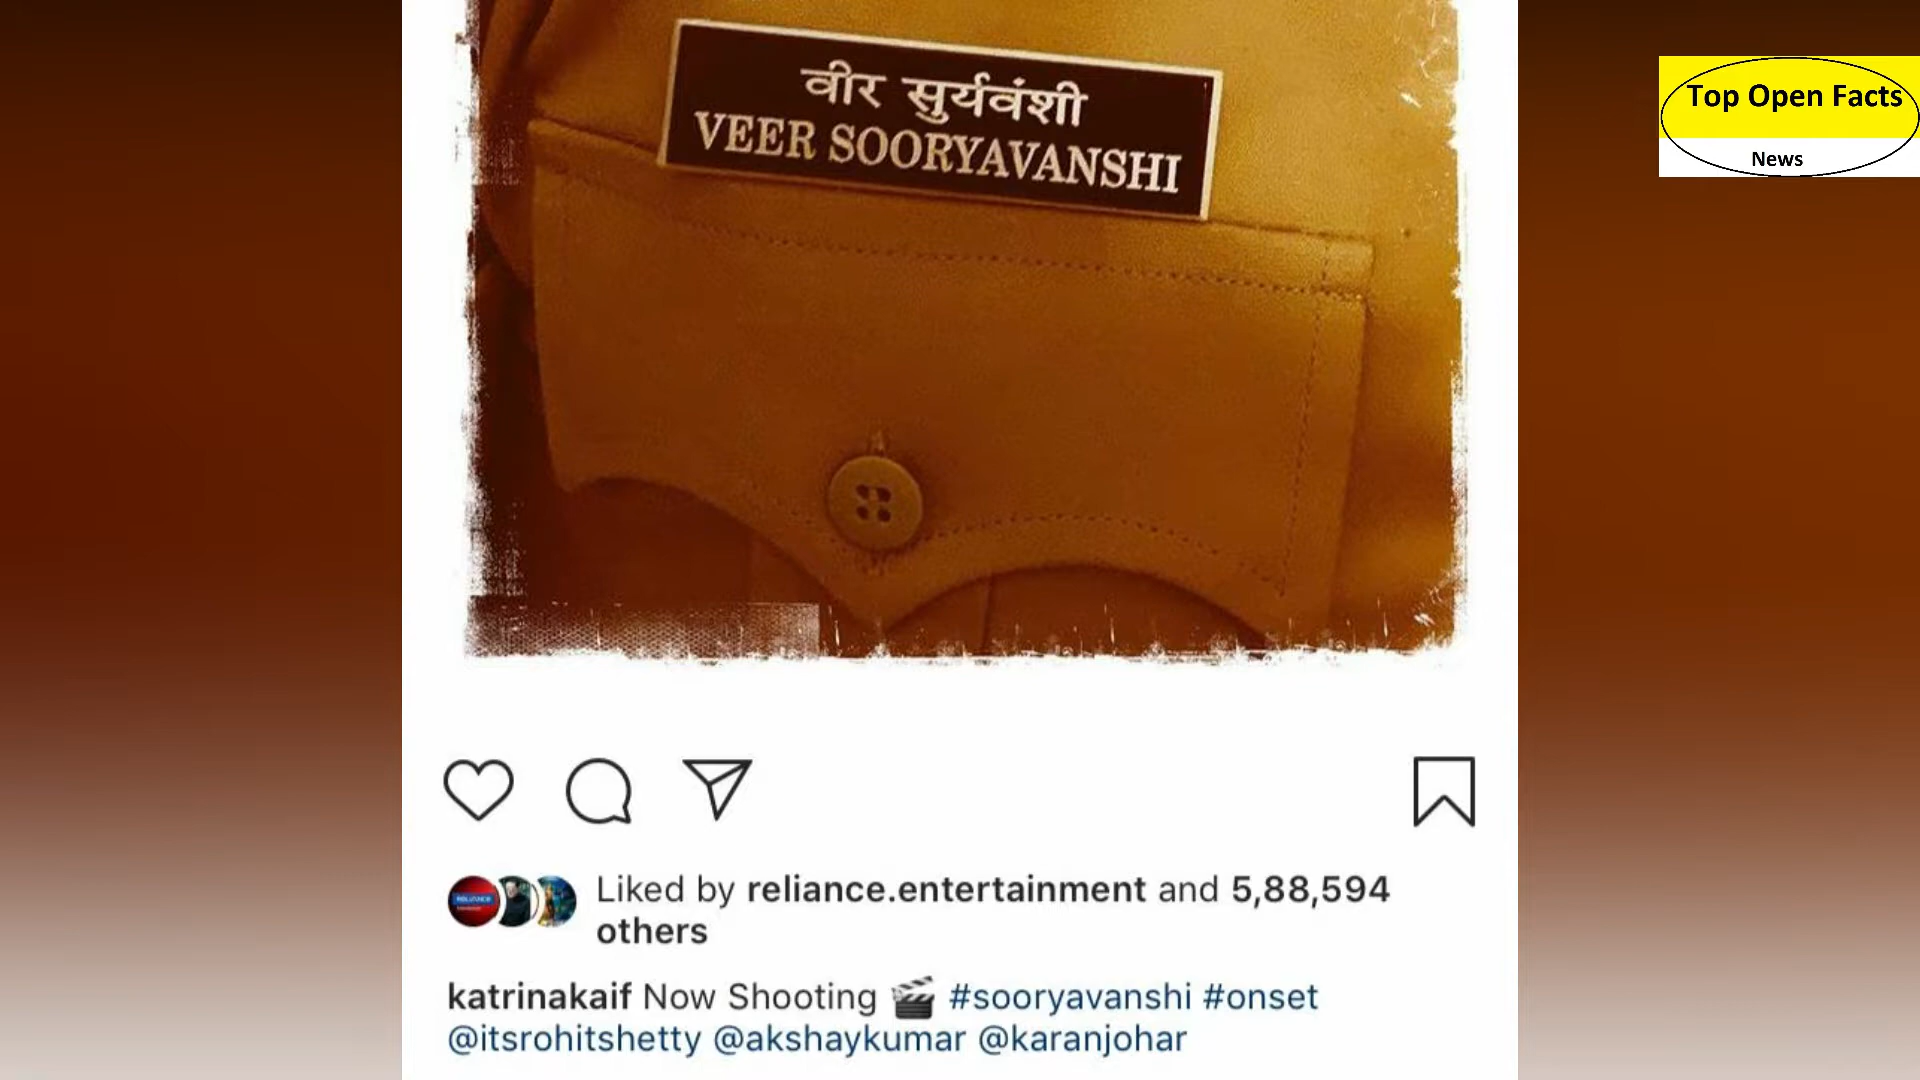 वीर सुर्यवंशी
VEER SOORYAVANSHI
Top Open Facts
News
Liked by reliance.entertainment and 5,88,594
others
katrinakaif Now Shooting 🎬 #sooryavanshi #onset
@itsrohitshetty @akshaykumar @karanjohar